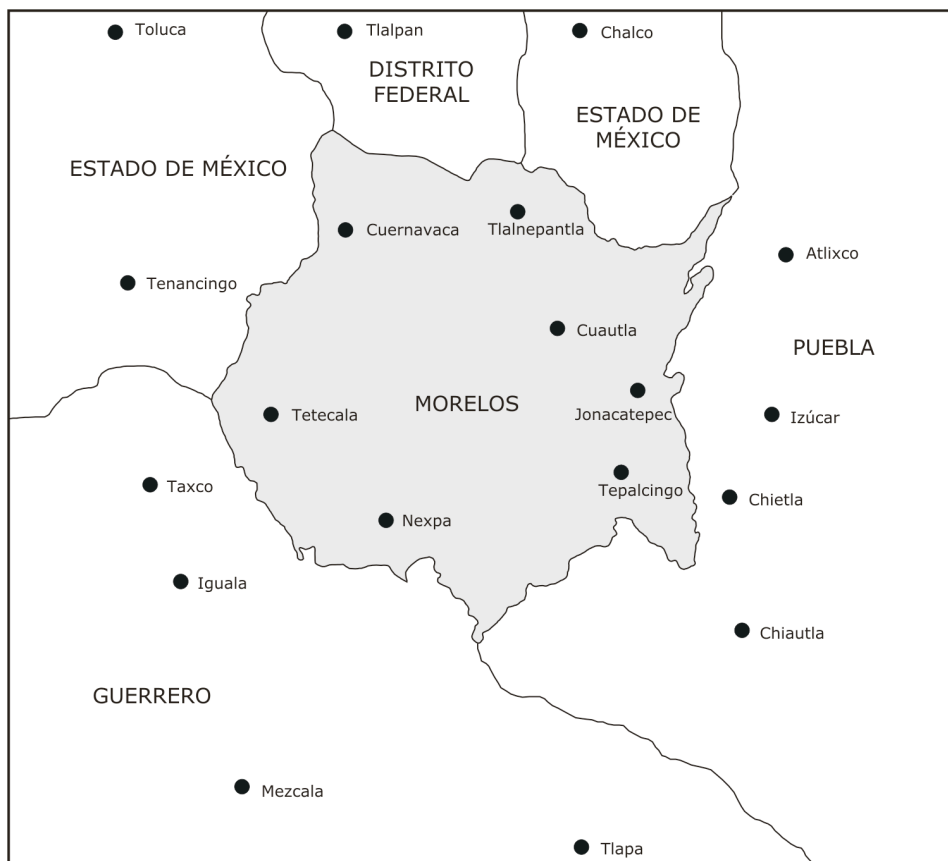 Toluca
Tlalpan
Chalco
DISTRITO
FEDERAL
ESTADO DE
MÉXICO
ESTADO DE MÉXICO
Cuernavaca
Tlalnepantla
Atlixco
Tenancingo
Cuautla
PUEBLA
MORELOS
Tetecala
Jonacatepec
Izúcar
Taxco
Tepalcingo
Chietla
Nexpa
Iguala
Chiautla
GUERRERO
Mezcala
Tlapa